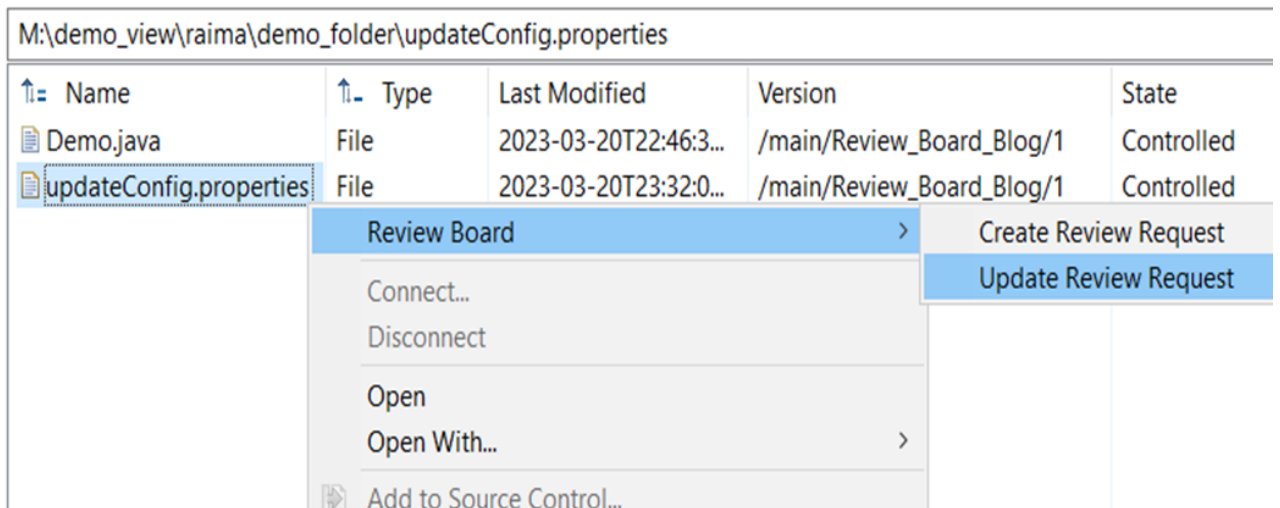 M:\demo_view\raima\demo_folder\updateConfig.properties
Name Type Last Modified Version State
Demo.java File 2023-03-20T22:46:3... /main/Review_Board_Blog/1 Controlled
updateConfig.properties File 2023-03-20T23:32:0... /main/Review_Board_Blog/1 Controlled
Review Board Create Review Request
Update Review Request
Connect...
Disconnect
Open
Open With...
Add to Source Control...